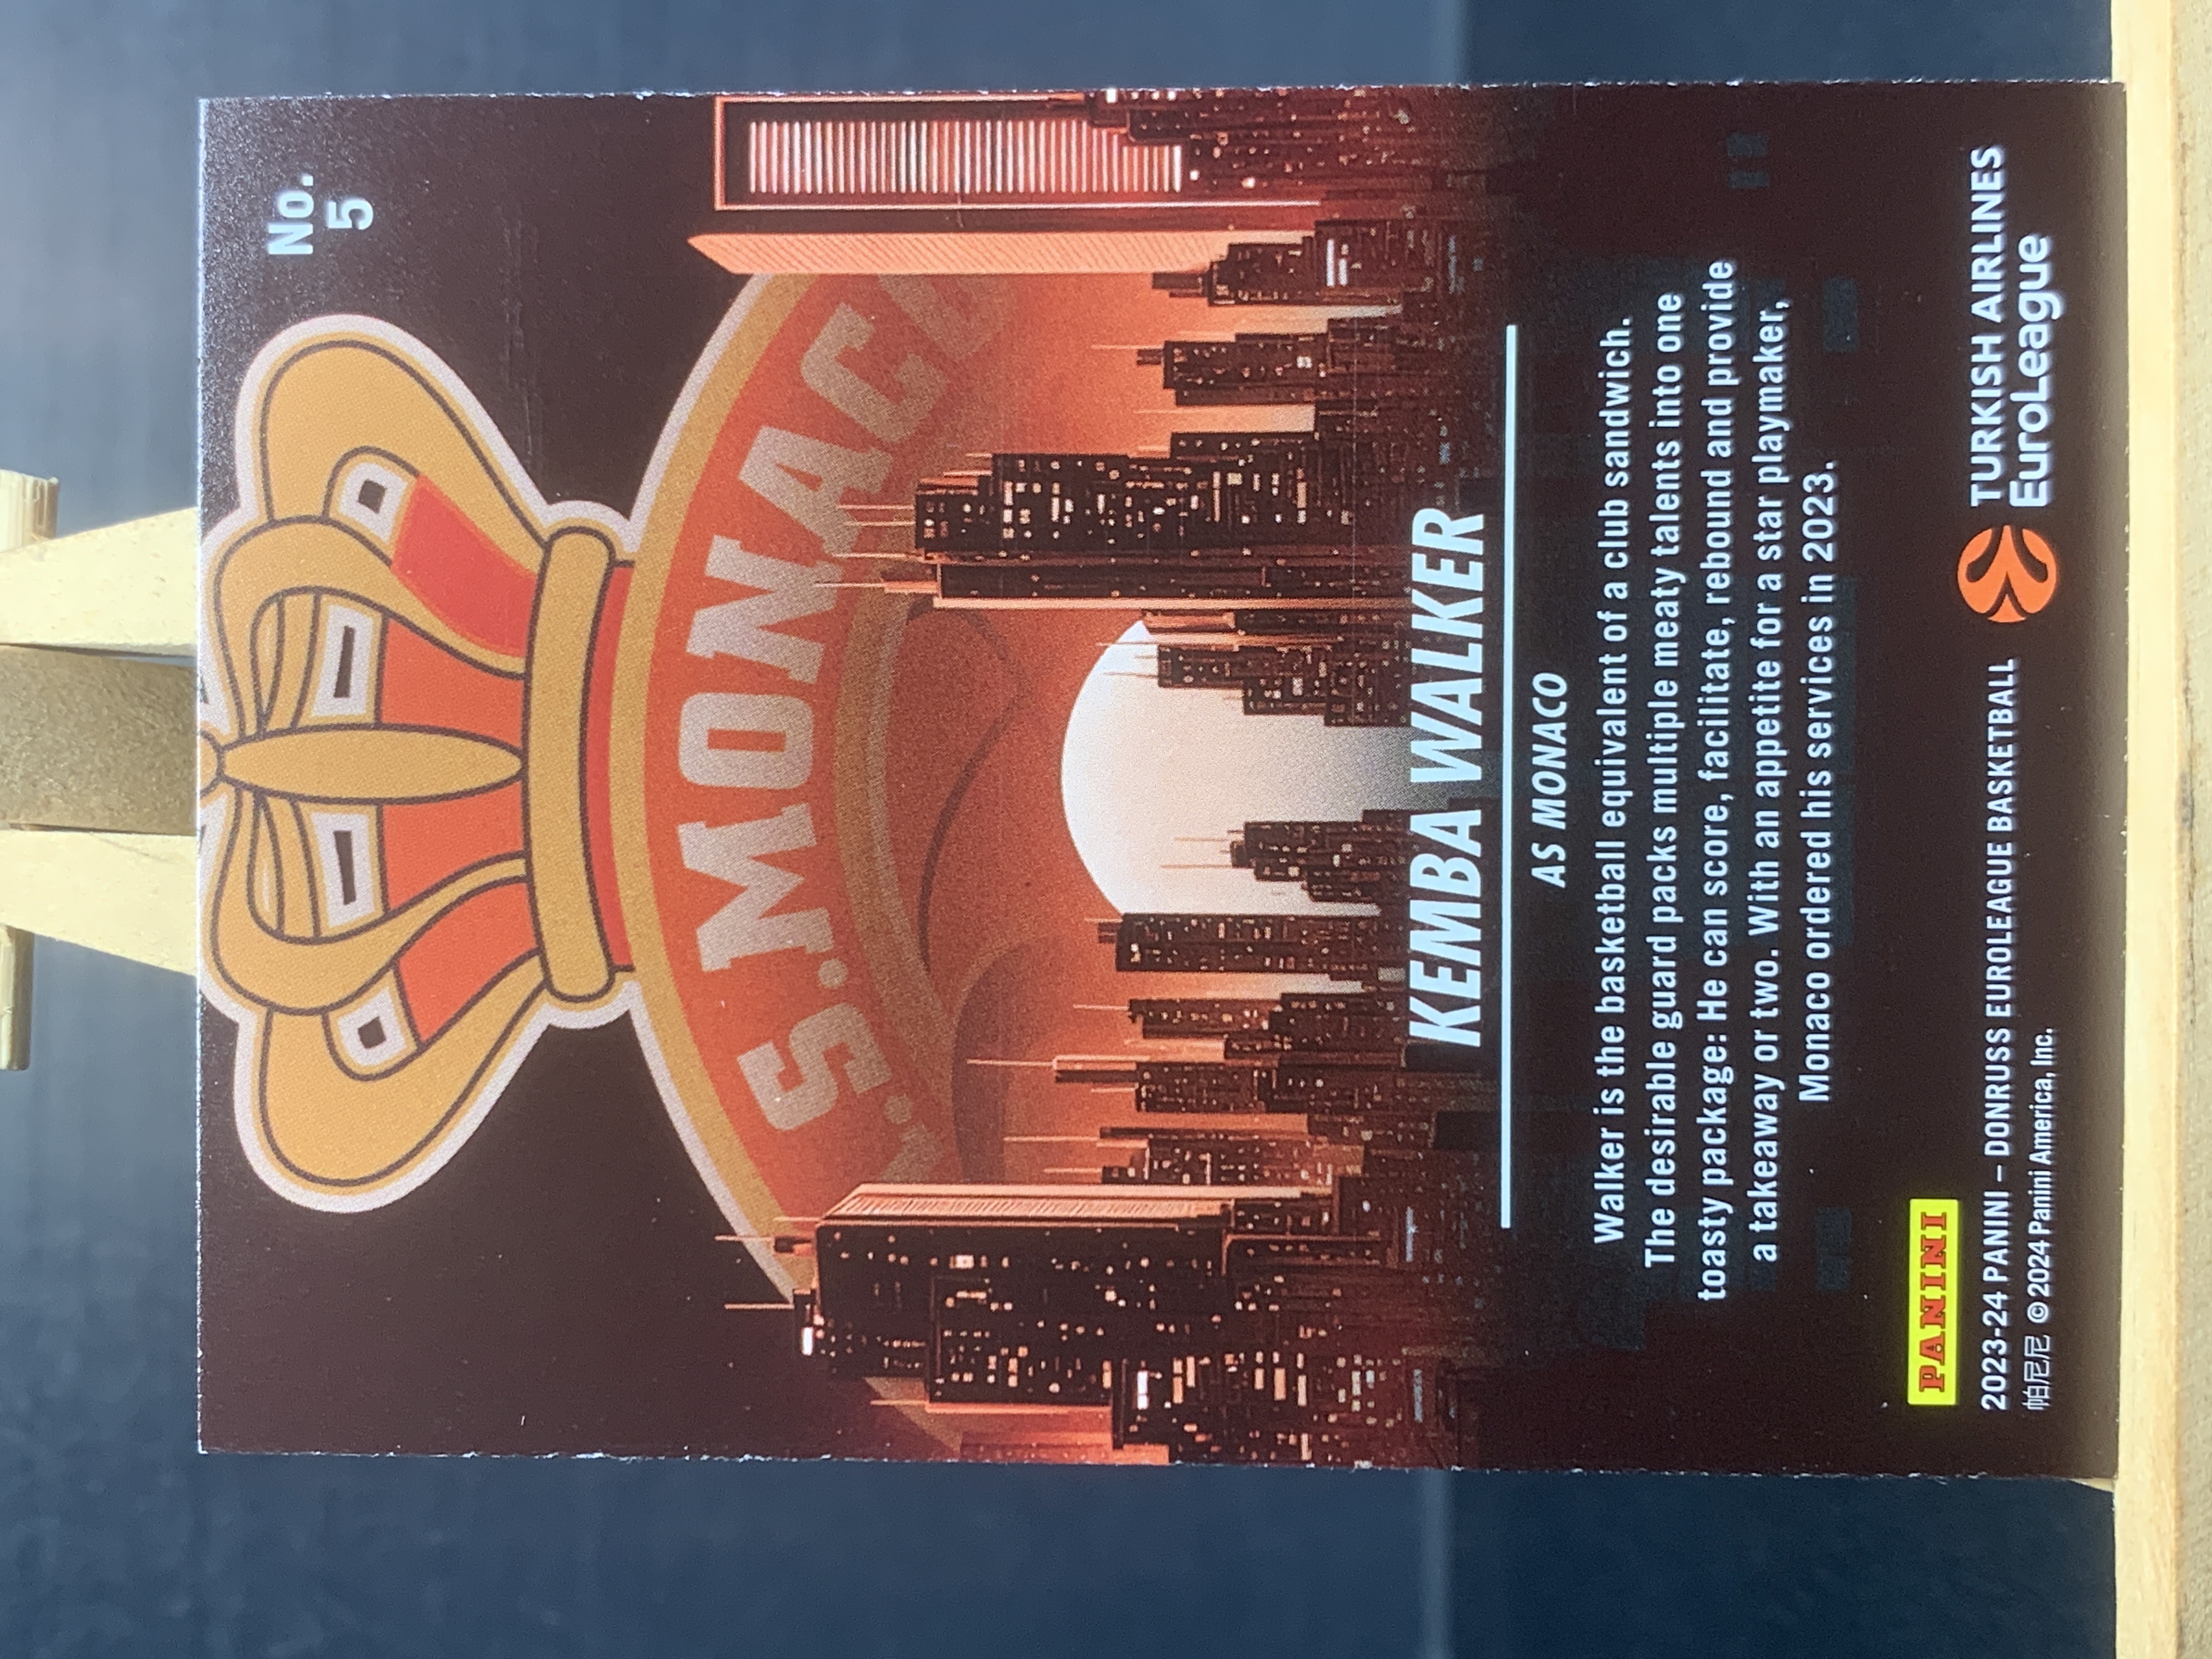 No.
5
A.S.MONACO
KEMBA WALKER
AS MONACO
Walker is the basketball equivalent of a club sandwich.
The desirable guard packs multiple meaty talents into one
toasty package: He can score, facilitate, rebound and provide
a takeaway or two. With an appetite for a star playmaker,
Monaco ordered his services in 2023.
PANINI
2023-24 PANINI – DONRUSS EUROLEAGUE BASKETBALL
帕尼尼 © 2024 Panini America, Inc.
TURKISH AIRLINES
EuroLeague